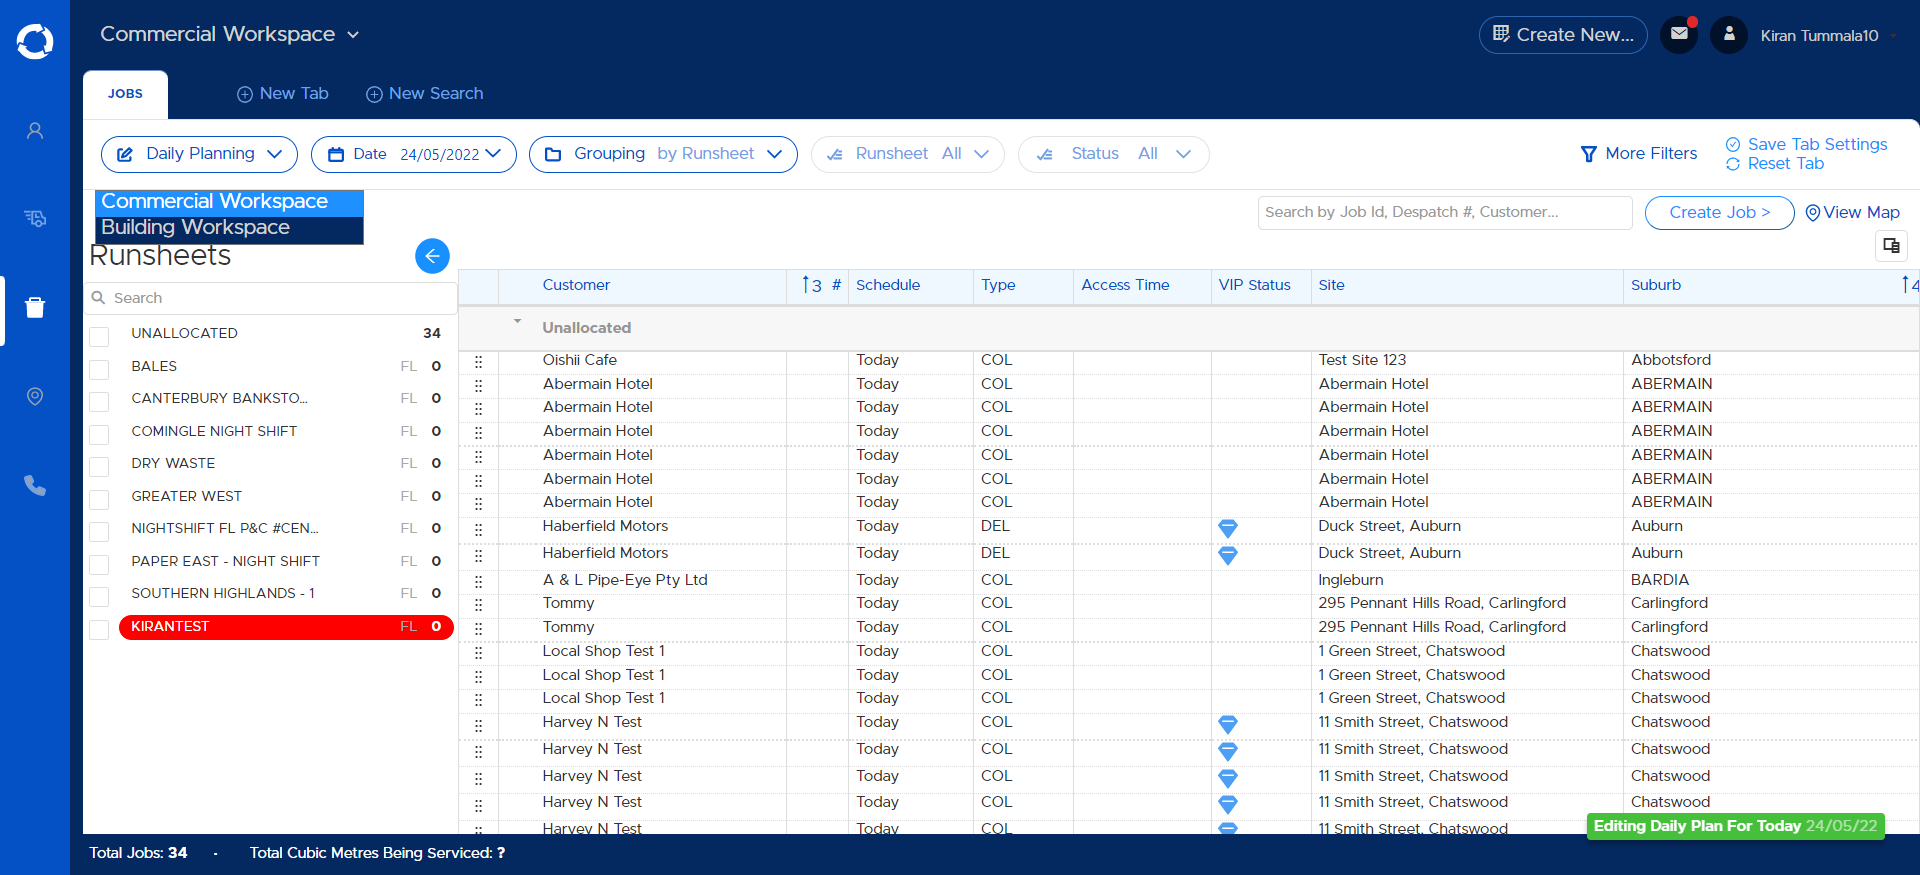 Commercial Workspace
Create New...
Kiran Tummala10
JOBS
New Tab
New Search
Daily Planning
Date 24/05/2022
Grouping by Runsheet
Runsheet All
Status All
More Filters
Save Tab Settings
Reset Tab
Commercial Workspace
Building Workspace
Search by Job Id, Despatch #, Customer...
Create Job >
View Map
Runsheets
Search
UNALLOCATED 34
BALES FL 0
CANTERBURY BANKSTO... FL 0
COMINGLE NIGHT SHIFT FL 0
DRY WASTE FL 0
GREATER WEST FL 0
NIGHTSHIFT FL P&C #CEN... FL 0
PAPER EAST - NIGHT SHIFT FL 0
SOUTHERN HIGHLANDS - 1 FL 0
KIRANTEST FL 0
Customer 3 # Schedule Type Access Time VIP Status Site Suburb 4
Unallocated
Oishii Cafe Today COL Test Site 123 Abbotsford
Abermain Hotel Today COL Abermain Hotel ABERMAIN
Abermain Hotel Today COL Abermain Hotel ABERMAIN
Abermain Hotel Today COL Abermain Hotel ABERMAIN
Abermain Hotel Today COL Abermain Hotel ABERMAIN
Abermain Hotel Today COL Abermain Hotel ABERMAIN
Abermain Hotel Today COL Abermain Hotel ABERMAIN
Haberfield Motors Today DEL Duck Street, Auburn Auburn
Haberfield Motors Today DEL Duck Street, Auburn Auburn
A & L Pipe-Eye Pty Ltd Today COL Ingleburn BARDIA
Tommy Today COL 295 Pennant Hills Road, Carlingford Carlingford
Tommy Today COL 295 Pennant Hills Road, Carlingford Carlingford
Local Shop Test 1 Today COL 1 Green Street, Chatswood Chatswood
Local Shop Test 1 Today COL 1 Green Street, Chatswood Chatswood
Local Shop Test 1 Today COL 1 Green Street, Chatswood Chatswood
Harvey N Test Today COL 11 Smith Street, Chatswood Chatswood
Harvey N Test Today COL 11 Smith Street, Chatswood Chatswood
Harvey N Test Today COL 11 Smith Street, Chatswood Chatswood
Harvey N Test Today COL 11 Smith Street, Chatswood Chatswood
Harvey N Test Today COL 11 Smith Street, Chatswood
Editing Daily Plan For Today 24/05/22
Total Jobs: 34 · Total Cubic Metres Being Serviced: ?